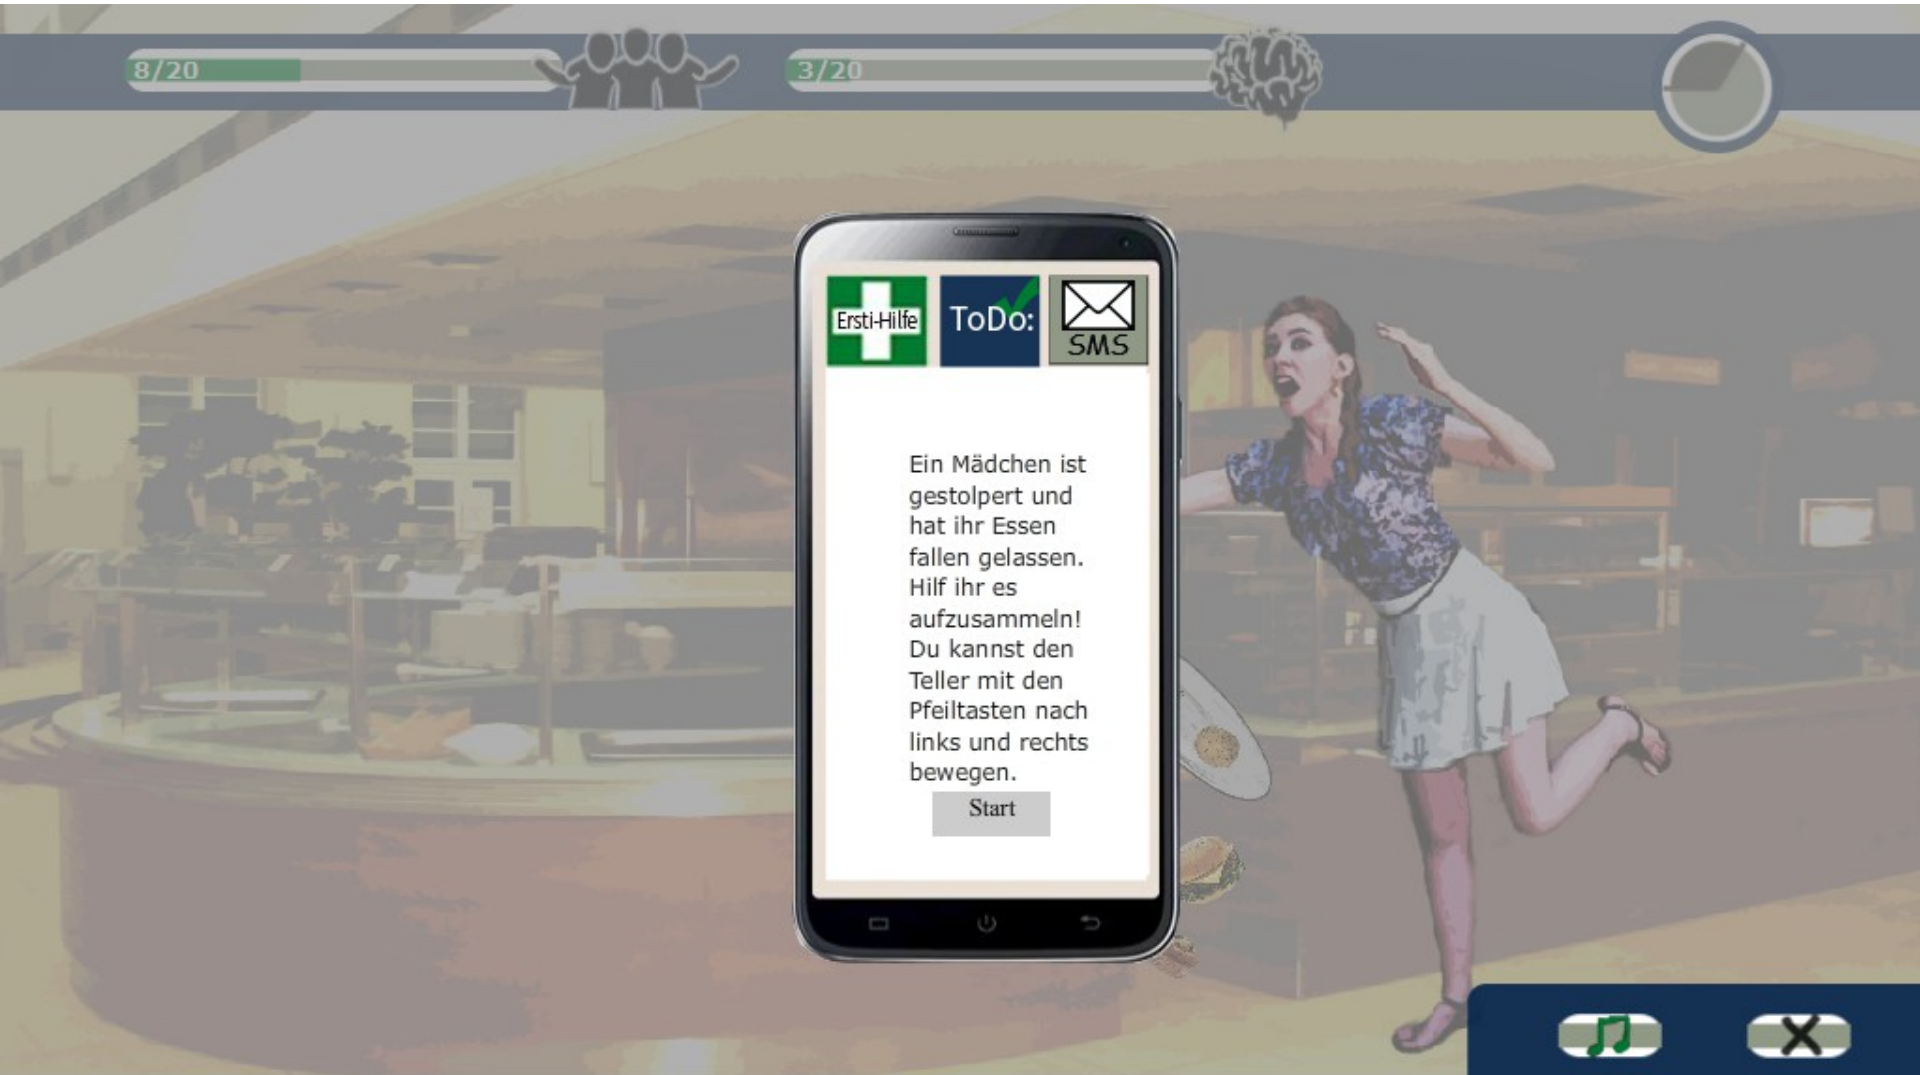 8/20
3/20
Ersti-Hilfe
ToDo:
SMS
Ein Mädchen ist
gestolpert und
hat ihr Essen
fallen gelassen.
Hilf ihr es
aufzusammeln!
Du kannst den
Teller mit den
Pfeiltasten nach
links und rechts
bewegen.
Start